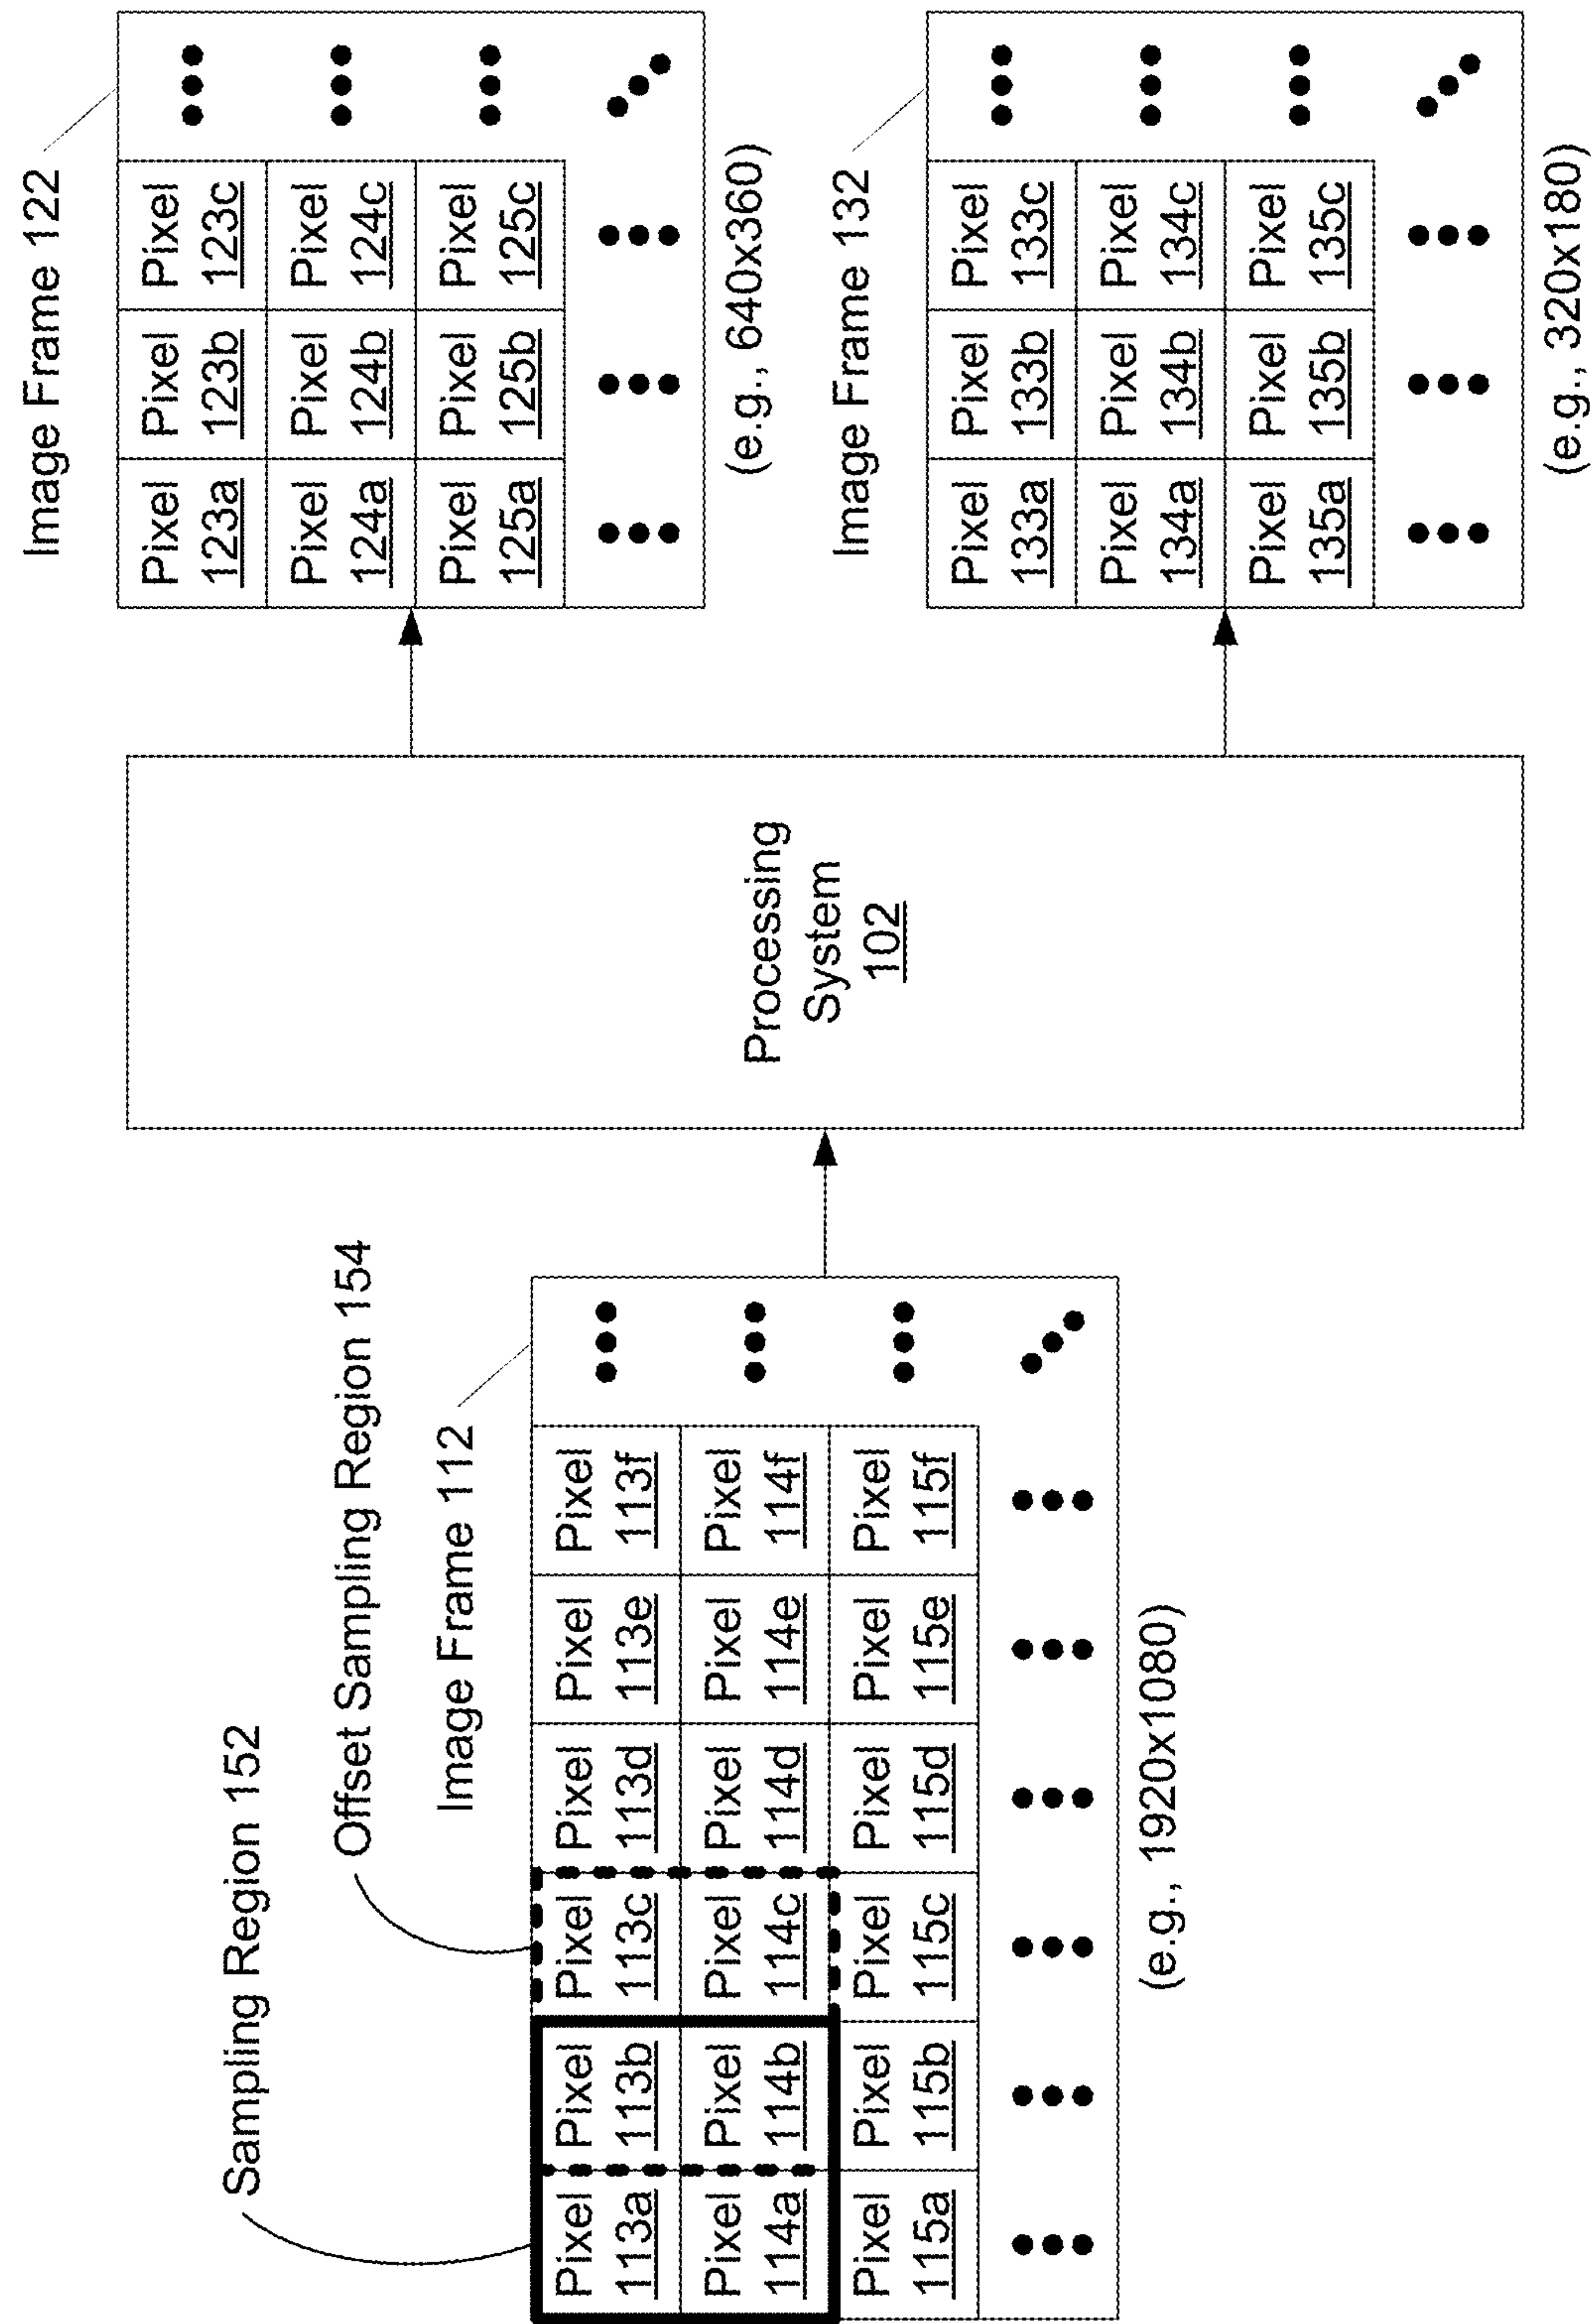 Sampling Region 152
Offset Sampling Region 154
Image Frame 112
Pixel 113a
Pixel 113b
Pixel 113c
Pixel 113d
Pixel 113e
Pixel 113f
Pixel 114a
Pixel 114b
Pixel 114c
Pixel 114d
Pixel 114e
Pixel 114f
Pixel 115a
Pixel 115b
Pixel 115c
Pixel 115d
Pixel 115e
Pixel 115f
(e.g., 1920x1080)
Processing
System
102
Image Frame 122
Pixel 123a
Pixel 123b
Pixel 123c
Pixel 124a
Pixel 124b
Pixel 124c
Pixel 125a
Pixel 125b
Pixel 125c
(e.g., 640x360)
Image Frame 132
Pixel 133a
Pixel 133b
Pixel 133c
Pixel 134a
Pixel 134b
Pixel 134c
Pixel 135a
Pixel 135b
Pixel 135c
(e.g., 320x180)